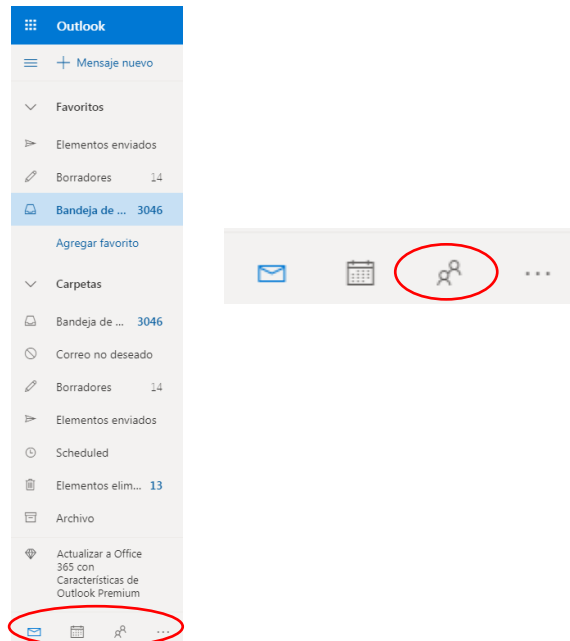 Outlook
Mensaje nuevo
Favoritos
Elementos enviados
Borradores 14
Bandeja de ... 3046
Agregar favorito
Carpetas
Bandeja de ... 3046
Correo no deseado
Borradores 14
Elementos enviados
Scheduled
Elementos elim... 13
Archivo
Actualizar a Office
365 con
Características de
Outlook Premium